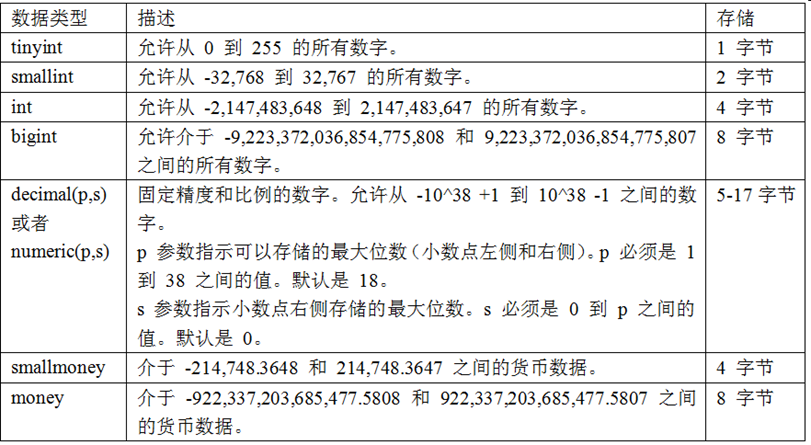 数据类型 描述 存储
tinyint 允许从 0 到 255 的所有数字。 1 字节
smallint 允许从 -32,768 到 32,767 的所有数字。 2 字节
int 允许从 -2,147,483,648 到 2,147,483,647 的所有数字。 4 字节
bigint 允许介于 -9,223,372,036,854,775,808 和 9,223,372,036,854,775,807 8 字节
之间的所有数字。
decimal(p,s) 固定精度和比例的数字。允许从 -10^38 +1 到 10^38 -1 之间的数 5-17 字节
或者 字。
numeric(p,s) p 参数指示可以存储的最大位数（小数点左侧和右侧）。p 必须是 1
到 38 之间的值。默认是 18。
s 参数指示小数点右侧存储的最大位数。s 必须是 0 到 p 之间的
值。默认是 0。
smallmoney 介于 -214,748.3648 和 214,748.3647 之间的货币数据。 4 字节
money 介于 -922,337,203,685,477.5808 和 922,337,203,685,477.5807 之间 8 字节
的货币数据。